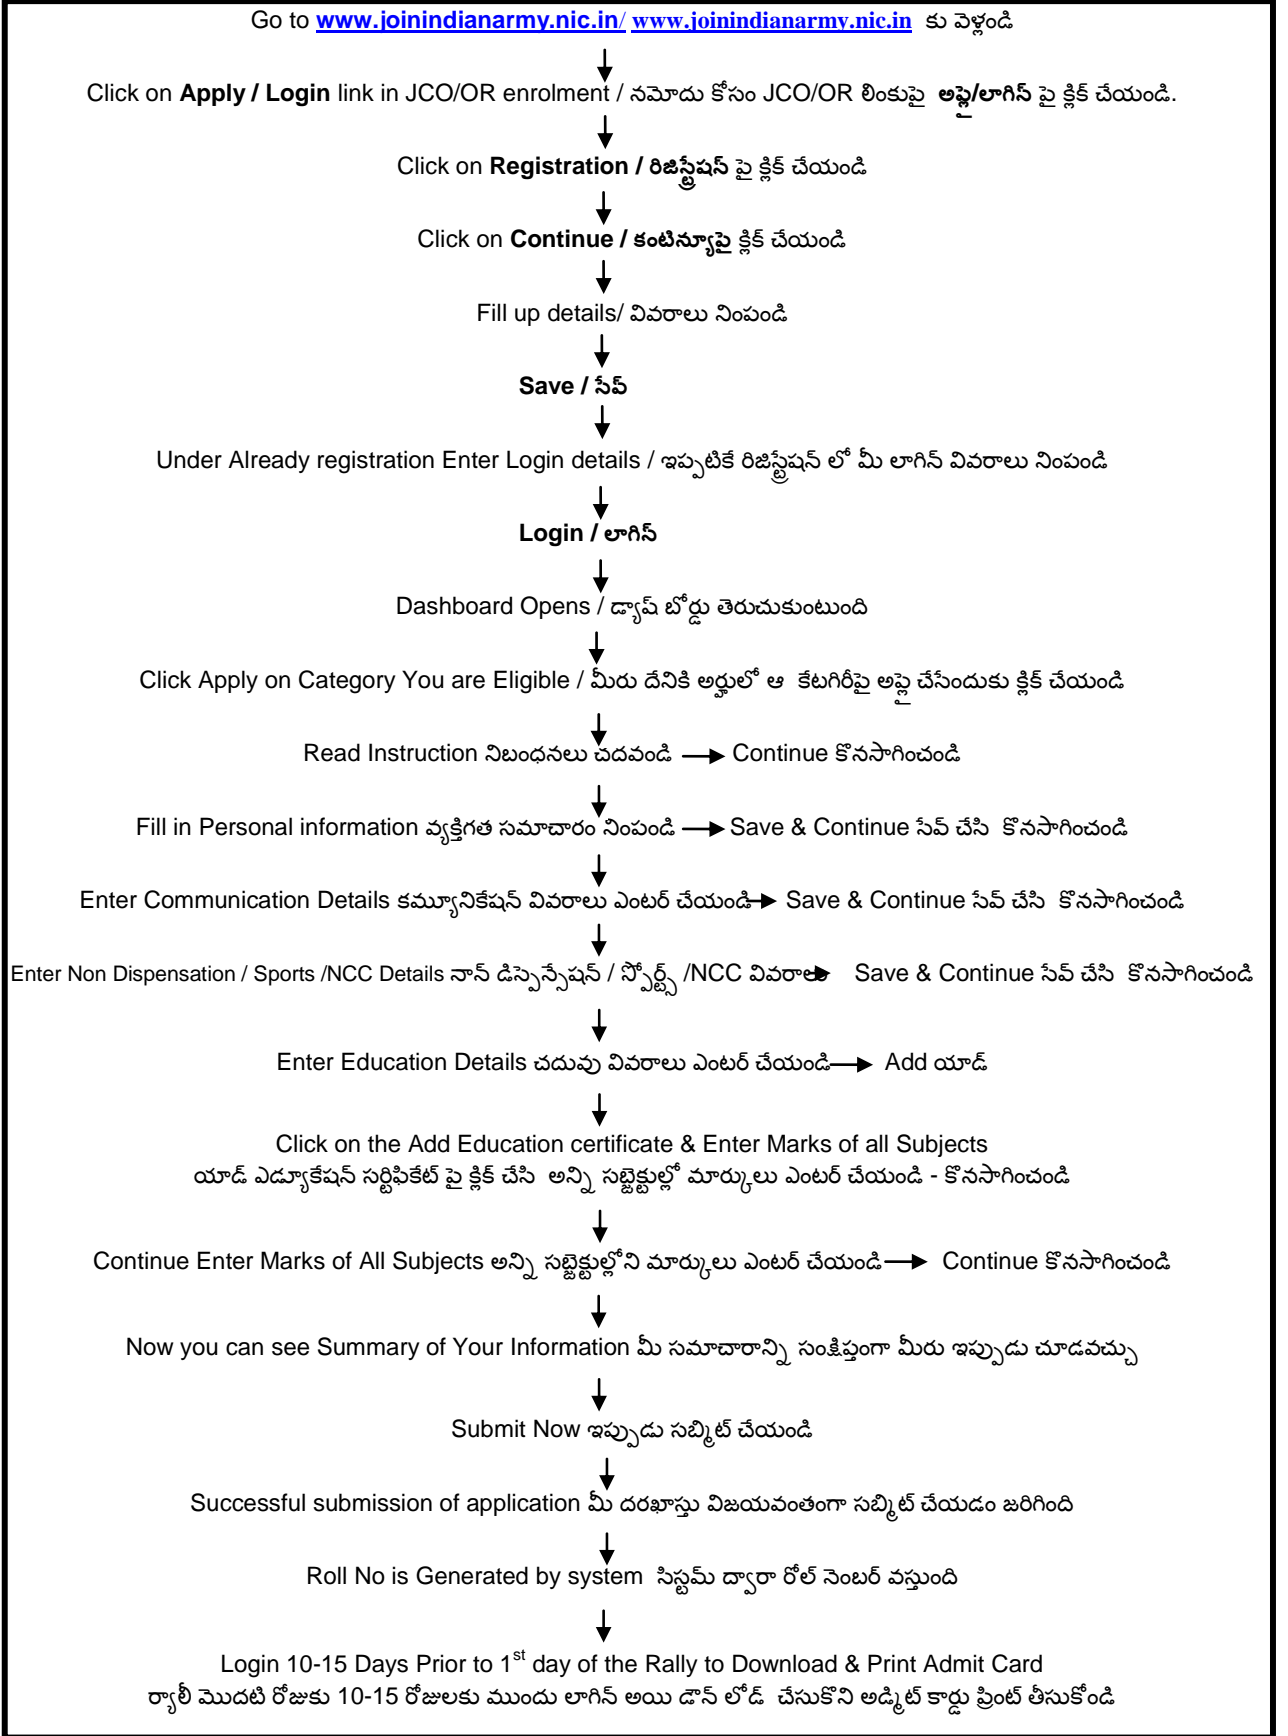 Go to www.joinindianarmy.nic.in/ www.joinindianarmy.nic.in కు వెళ్లండి
Click on Apply / Login link in JCO/OR enrolment / నమోదు కోసం JCO/OR లింకుపై అప్లై/లాగిన్ పై క్లిక్ చేయండి.
Click on Registration / రిజిస్ట్రేషన్ పై క్లిక్ చేయండి
Click on Continue / కంటిన్యూపై క్లిక్ చేయండి
Fill up details/ వివరాలు నింపండి
Save / సేవ్
Under Already registration Enter Login details / ఇప్పటికే రిజిస్ట్రేషన్ లో మీ లాగిన్ వివరాలు నింపండి
Login / లాగిన్
Dashboard Opens / డ్యాష్ బోర్డు తెరుచుకుంటుంది
Click Apply on Category You are Eligible / మీరు దేనికి అర్హులో ఆ కేటగిరీపై అప్లై చేసేందుకు క్లిక్ చేయండి
Read Instruction నిబంధనలు చదవండి → Continue కొనసాగించండి
Fill in Personal information వ్యక్తిగత సమాచారం నింపండి → Save & Continue సేవ్ చేసి కొనసాగించండి
Enter Communication Details కమ్యూనికేషన్ వివరాలు ఎంటర్ చేయండి → Save & Continue సేవ్ చేసి కొనసాగించండి
Enter Non Dispensation / Sports /NCC Details నాన్ డిస్పెన్సేషన్ / స్పోర్ట్స్ /NCC వివరాలు → Save & Continue సేవ్ చేసి కొనసాగించండి
Enter Education Details చదువు వివరాలు ఎంటర్ చేయండి → Add యాడ్
Click on the Add Education certificate & Enter Marks of all Subjects
యాడ్ ఎడ్యూకేషన్ సర్టిఫికేట్ పై క్లిక్ చేసి అన్ని సబ్జెక్టుల్లో మార్కులు ఎంటర్ చేయండి - కొనసాగించండి
Continue Enter Marks of All Subjects అన్ని సబ్జెక్టుల్లోని మార్కులు ఎంటర్ చేయండి → Continue కొనసాగించండి
Now you can see Summary of Your Information మీ సమాచారాన్ని సంక్షిప్తంగా మీరు ఇప్పుడు చూడవచ్చు
Submit Now ఇప్పుడు సబ్మిట్ చేయండి
Successful submission of application మీ దరఖాస్తు విజయవంతంగా సబ్మిట్ చేయడం జరిగింది
Roll No is Generated by system సిస్టమ్ ద్వారా రోల్ నెంబర్ వస్తుంది
Login 10-15 Days Prior to 1st day of the Rally to Download & Print Admit Card
ర్యాలీ మొదటి రోజుకు 10-15 రోజులకు ముందు లాగిన్ అయి డౌన్ లోడ్ చేసుకొని అడ్మిట్ కార్డు ప్రింట్ తీసుకోండి